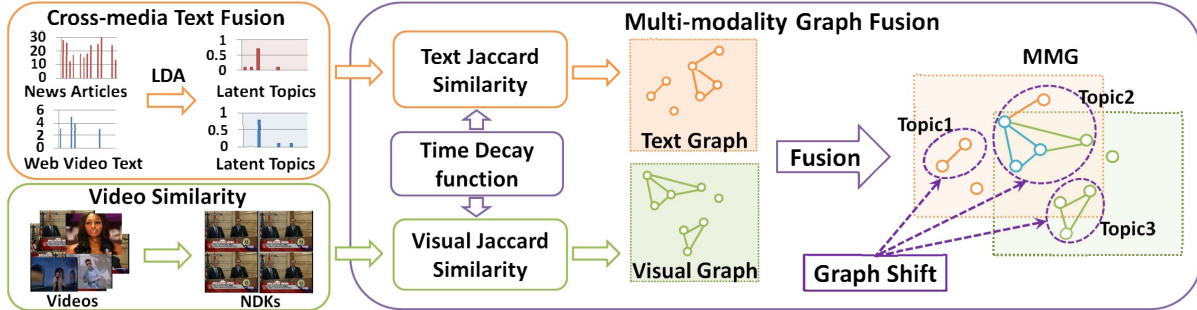 Cross-media Text Fusion
30
20
10
0
News Articles
LDA
1
0.5
0
Latent Topics
6
4
2
0
Web Video Text
1
0.5
0
Latent Topics
Video Similarity
Videos
NDKs
Multi-modality Graph Fusion
Text Jaccard
Similarity
Time Decay
function
Visual Jaccard
Similarity
Text Graph
Visual Graph
Fusion
MMG
Topic1
Topic2
Topic3
Graph Shift